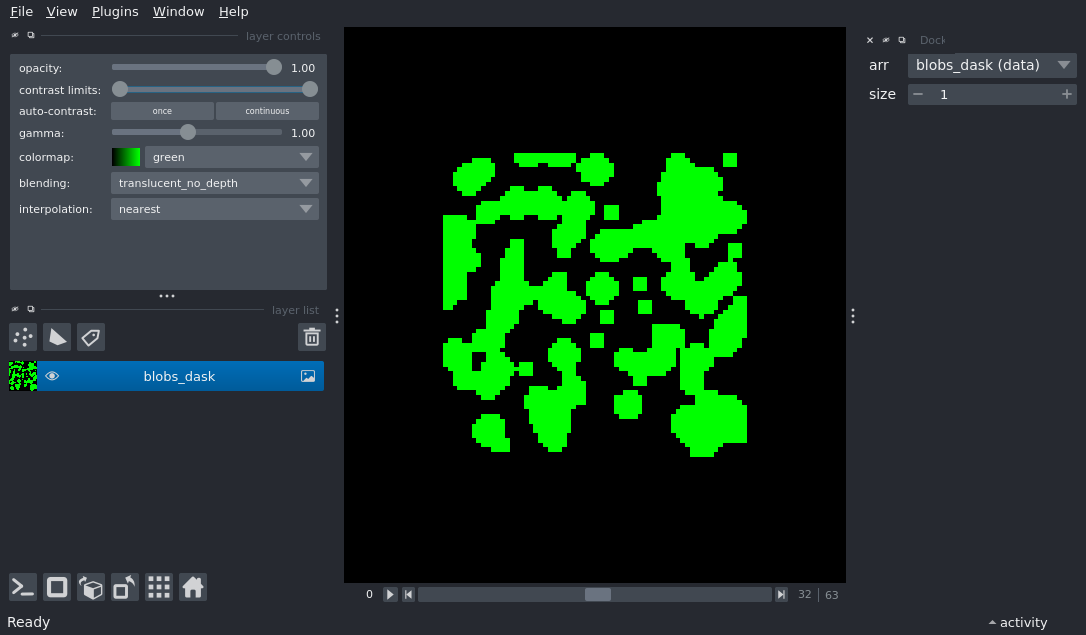 File View Plugins Window Help
layer controls
opacity: 1.00
contrast limits:
auto-contrast: once continuous
gamma: 1.00
colormap: green
blending: translucent_no_depth
interpolation: nearest
layer list
blobs_dask
0 32 63
Ready
Dock
arr blobs_dask (data)
size 1
activity